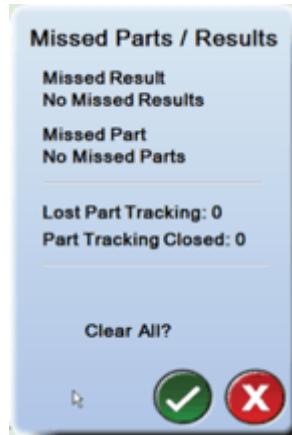 Missed Parts / Results
Missed Result
No Missed Results
Missed Part
No Missed Parts
Lost Part Tracking: 0
Part Tracking Closed: 0
Clear All?